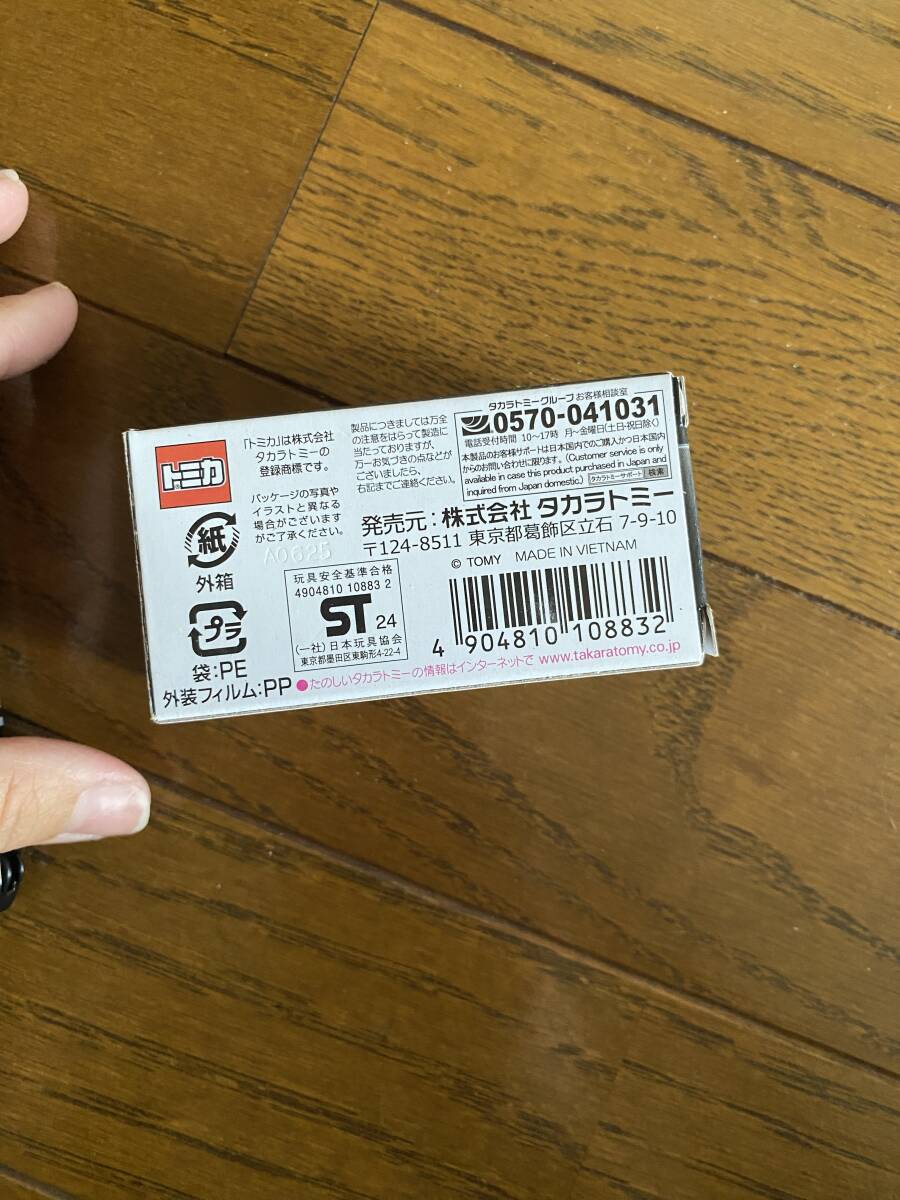 トミカ
「トミカ」は株式会社
タカラトミーの
登録商標です。
パッケージの写真や
イラストと異なる
場合がございます
がご了承ください。
A0625
製品につきましては万全
の注意をはらって製造に
当たっておりますが、
万一お気づきの点などが
ございましたら、
右記までご連絡ください。
タカラトミーグループお客様相談室
0570-041031
電話受付時間 10〜17時 月〜金曜日(土・日・祝日除く)
本製品のお客様サポートは日本国内でのご購入かつ日本国内
からのお問い合わせに限ります。(Customer service is only
available in case this product purchased in Japan and
inquired from Japan domestic.) タカラトミーサポート 検索
発売元:株式会社 タカラトミー
〒124-8511 東京都葛飾区立石 7-9-10
© TOMY MADE IN VIETNAM
紙
外箱
プラ
袋:PE
外装フィルム:PP
玩具安全基準合格
4904810 10883 2
ST 24
(一社)日本玩具協会
東京都墨田区東駒形4-22-4
4 904810 108832
●たのしいタカラトミーの情報はインターネットで www.takaratomy.co.jp